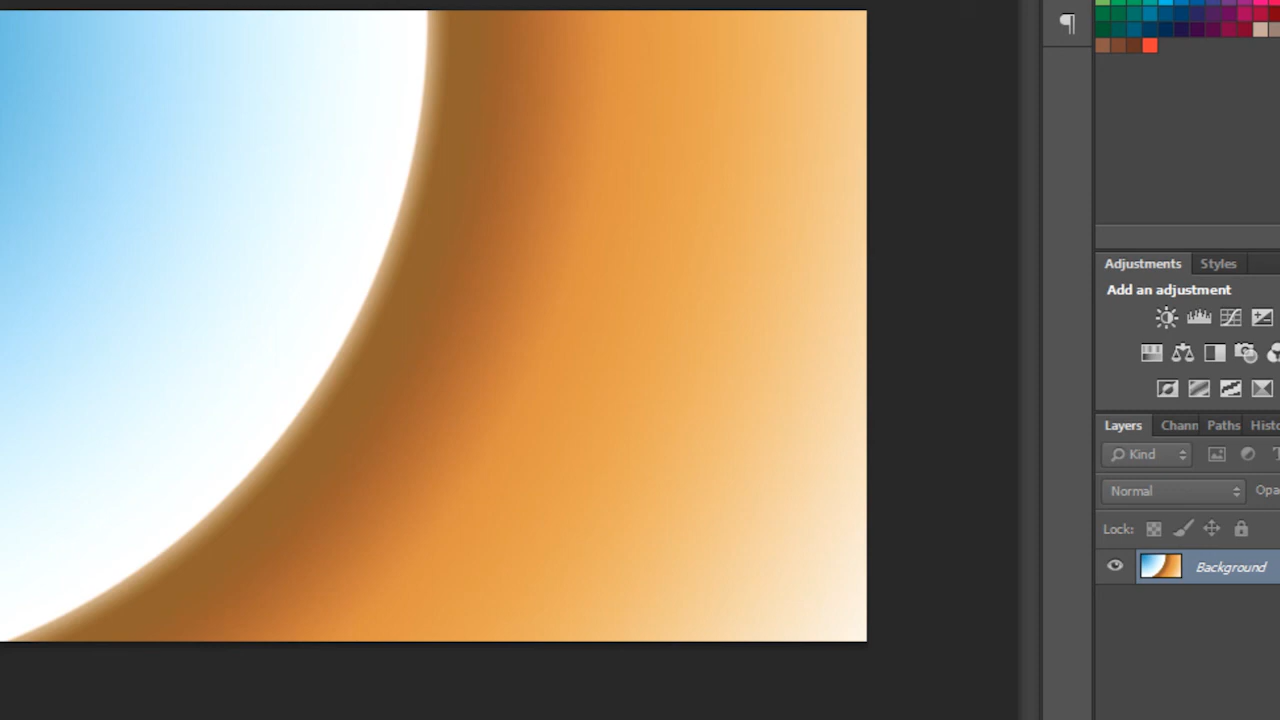 Adjustments Styles
Add an adjustment
Layers Chann Paths Histo
Kind
Normal Opa
Lock:
Background